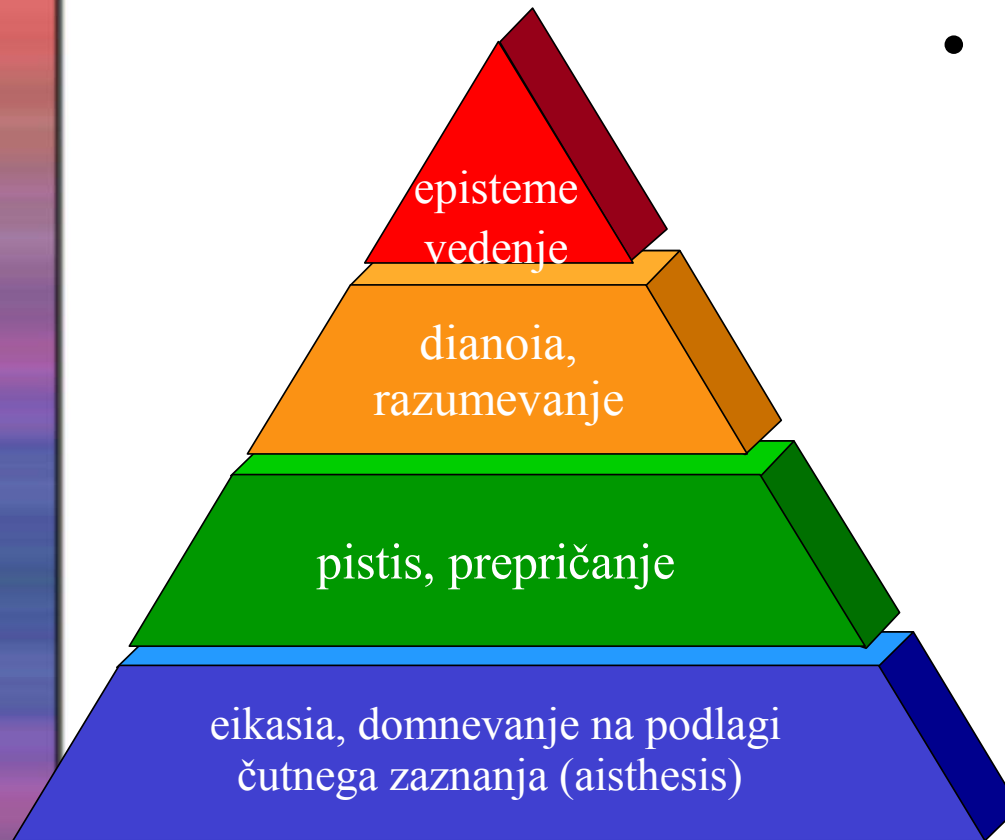 episteme
vedenje
dianoia,
razumevanje
pistis, prepričanje
eikasia, domnevanje na podlagi
čutnega zaznanja (aisthesis)